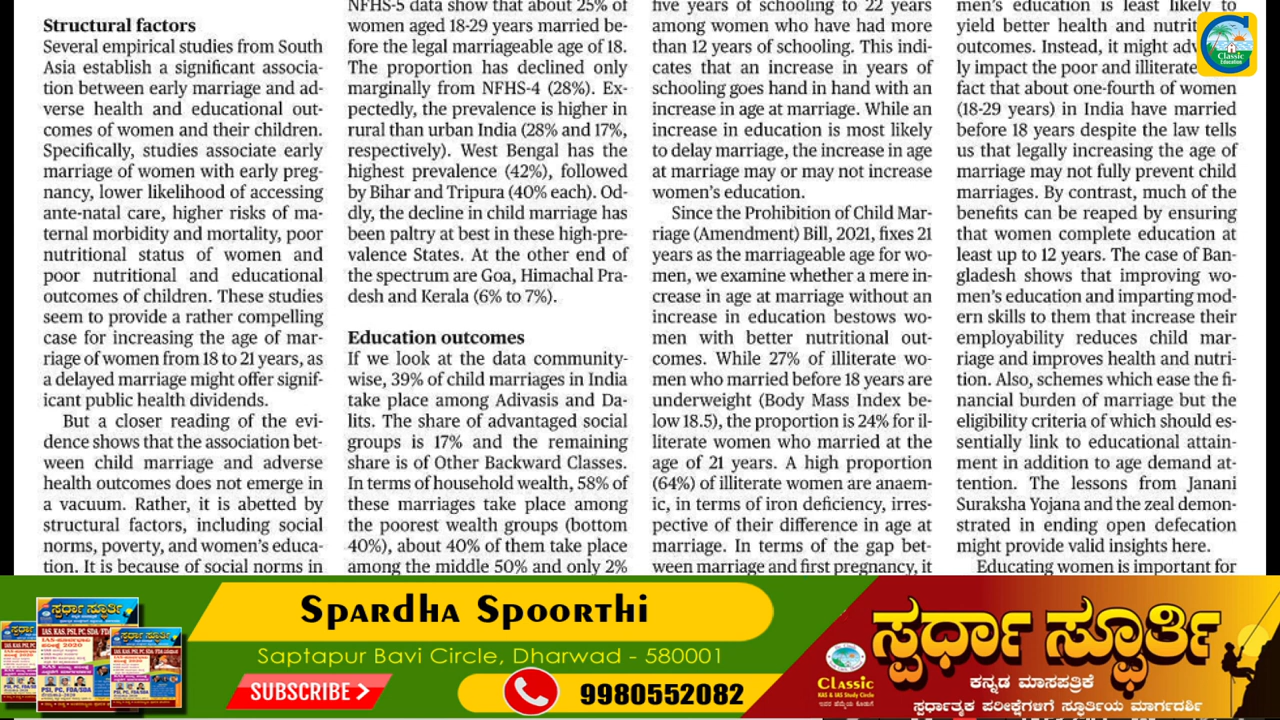 Structural factors
Several empirical studies from South
Asia establish a significant associa-
tion between early marriage and ad-
verse health and educational out-
comes of women and their children.
Specifically, studies associate early
marriage of women with early preg-
nancy, lower likelihood of accessing
ante-natal care, higher risks of ma-
ternal morbidity and mortality, poor
nutritional status of women and
poor nutritional and educational
outcomes of children. These studies
seem to provide a rather compelling
case for increasing the age of mar-
riage of women from 18 to 21 years, as
a delayed marriage might offer signif-
icant public health dividends.
But a closer reading of the evi-
dence shows that the association bet-
ween child marriage and adverse
health outcomes does not emerge in
a vacuum. Rather, it is abetted by
structural factors, including social
norms, poverty, and women's educa-
tion. It is because of social norms in
NFHS-5 data show that about 25% of
women aged 18-29 years married be-
fore the legal marriageable age of 18.
The proportion has declined only
marginally from NFHS-4 (28%). Ex-
pectedly, the prevalence is higher in
rural than urban India (28% and 17%,
respectively). West Bengal has the
highest prevalence (42%), followed
by Bihar and Tripura (40% each). Od-
dly, the decline in child marriage has
been paltry at best in these high-pre-
valence States. At the other end of
the spectrum are Goa, Himachal Pra-
desh and Kerala (6% to 7%).
Education outcomes
If we look at the data community-
wise, 39% of child marriages in India
take place among Adivasis and Da-
lits. The share of advantaged social
groups is 17% and the remaining
share is of Other Backward Classes.
In terms of household wealth, 58% of
these marriages take place among
the poorest wealth groups (bottom
40%), about 40% of them take place
among the middle 50% and only 2%
five years of schooling to 22 years
among women who have had more
than 12 years of schooling. This indi-
cates that an increase in years of
schooling goes hand in hand with an
increase in age at marriage. While an
increase in education is most likely
to delay marriage, the increase in age
at marriage may or may not increase
women's education.
Since the Prohibition of Child Mar-
riage (Amendment) Bill, 2021, fixes 21
years as the marriageable age for wo-
men, we examine whether a mere in-
crease in age at marriage without an
increase in education bestows wo-
men with better nutritional out-
comes. While 27% of illiterate wo-
men who married before 18 years are
underweight (Body Mass Index be-
low 18.5), the proportion is 24% for il-
literate women who married at the
age of 21 years. A high proportion
(64%) of illiterate women are anaem-
ic, in terms of iron deficiency, irres-
pective of their difference in age at
marriage. In terms of the gap bet-
ween marriage and first pregnancy, it
men's education is least likely to
yield better health and nutri
outcomes. Instead, it might adv
ly impact the poor and illiterate
fact that about one-fourth of women
(18-29 years) in India have married
before 18 years despite the law tells
us that legally increasing the age of
marriage may not fully prevent child
marriages. By contrast, much of the
benefits can be reaped by ensuring
that women complete education at
least up to 12 years. The case of Ban-
gladesh shows that improving wo-
men's education and imparting mod-
ern skills to them that increase their
employability reduces child mar-
riage and improves health and nutri-
tion. Also, schemes which ease the fi-
nancial burden of marriage but the
eligibility criteria of which should es-
sentially link to educational attain-
ment in addition to age demand at-
tention. The lessons from Janani
Suraksha Yojana and the zeal demon-
strated in ending open defecation
might provide valid insights here.
Educating women is important for
Classic
Education
Spardha Spoorthi
Saptapur Bavi Circle, Dharwad - 580001
SUBSCRIBE
9980552082
ಸ್ಪರ್ಧಾ ಸ್ಫೂರ್ತಿ
Classic
KAS & IAS Study Circle
ಕನ್ನಡ ಮಾಸಪತ್ರಿಕೆ
ಸ್ಪರ್ಧಾತ್ಮಕ ಪರೀಕ್ಷೆಗಳಿಗೆ ಸ್ಫೂರ್ತಿಯ ಮಾರ್ಗದರ್ಶಿ